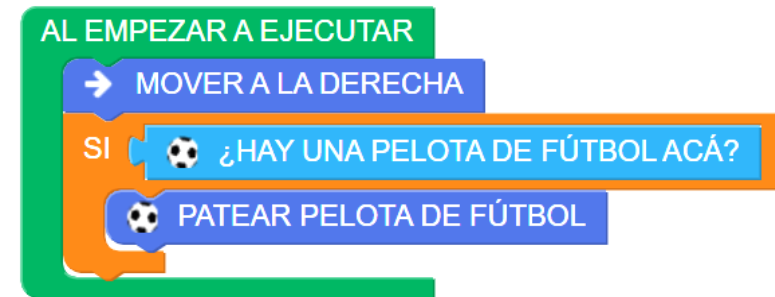 AL EMPEZAR A EJECUTAR
MOVER A LA DERECHA
SI ¿HAY UNA PELOTA DE FÚTBOL ACÁ?
PATEAR PELOTA DE FÚTBOL